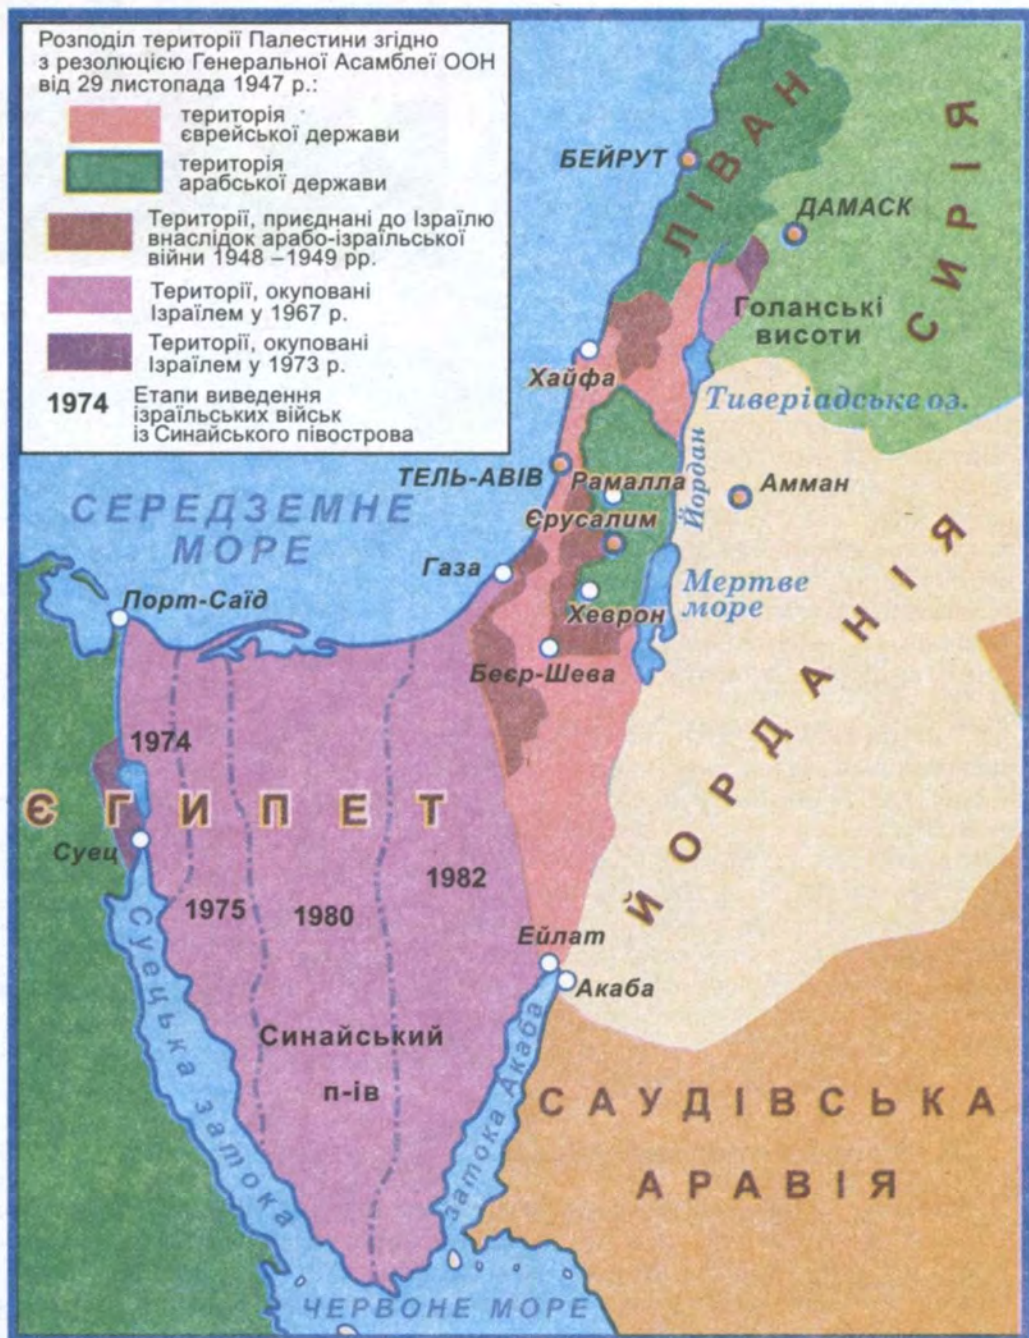 Розподіл території Палестини згідно
з резолюцією Генеральної Асамблеї ООН
від 29 листопада 1947 р.:
територія
єврейської держави
територія
арабської держави
Території, приєднані до Ізраїлю
внаслідок арабо-ізраїльської
війни 1948 –1949 рр.
Території, окуповані
Ізраїлем у 1967 р.
Території, окуповані
Ізраїлем у 1973 р.
1974
Етапи виведення
ізраїльських військ
із Синайського півострова
ЛІВАН
СИРІЯ
БЕЙРУТ
ДАМАСК
Голанські
висоти
Хайфа
Тиверіадське оз.
ТЕЛЬ-АВІВ
Рамалла
Йордан
Амман
Єрусалим
СЕРЕДЗЕМНЕ
МОРЕ
Газа
Мертве
море
Порт-Саїд
Хеврон
Беєр-Шева
ЙОРДАНІЯ
1974
ЄГИПЕТ
Суец
1982
1975
1980
Ейлат
Акаба
Суецька затока
Синайський
п-ів
затока Акаба
САУДІВСЬКА
АРАВІЯ
ЧЕРВОНЕ МОРЕ